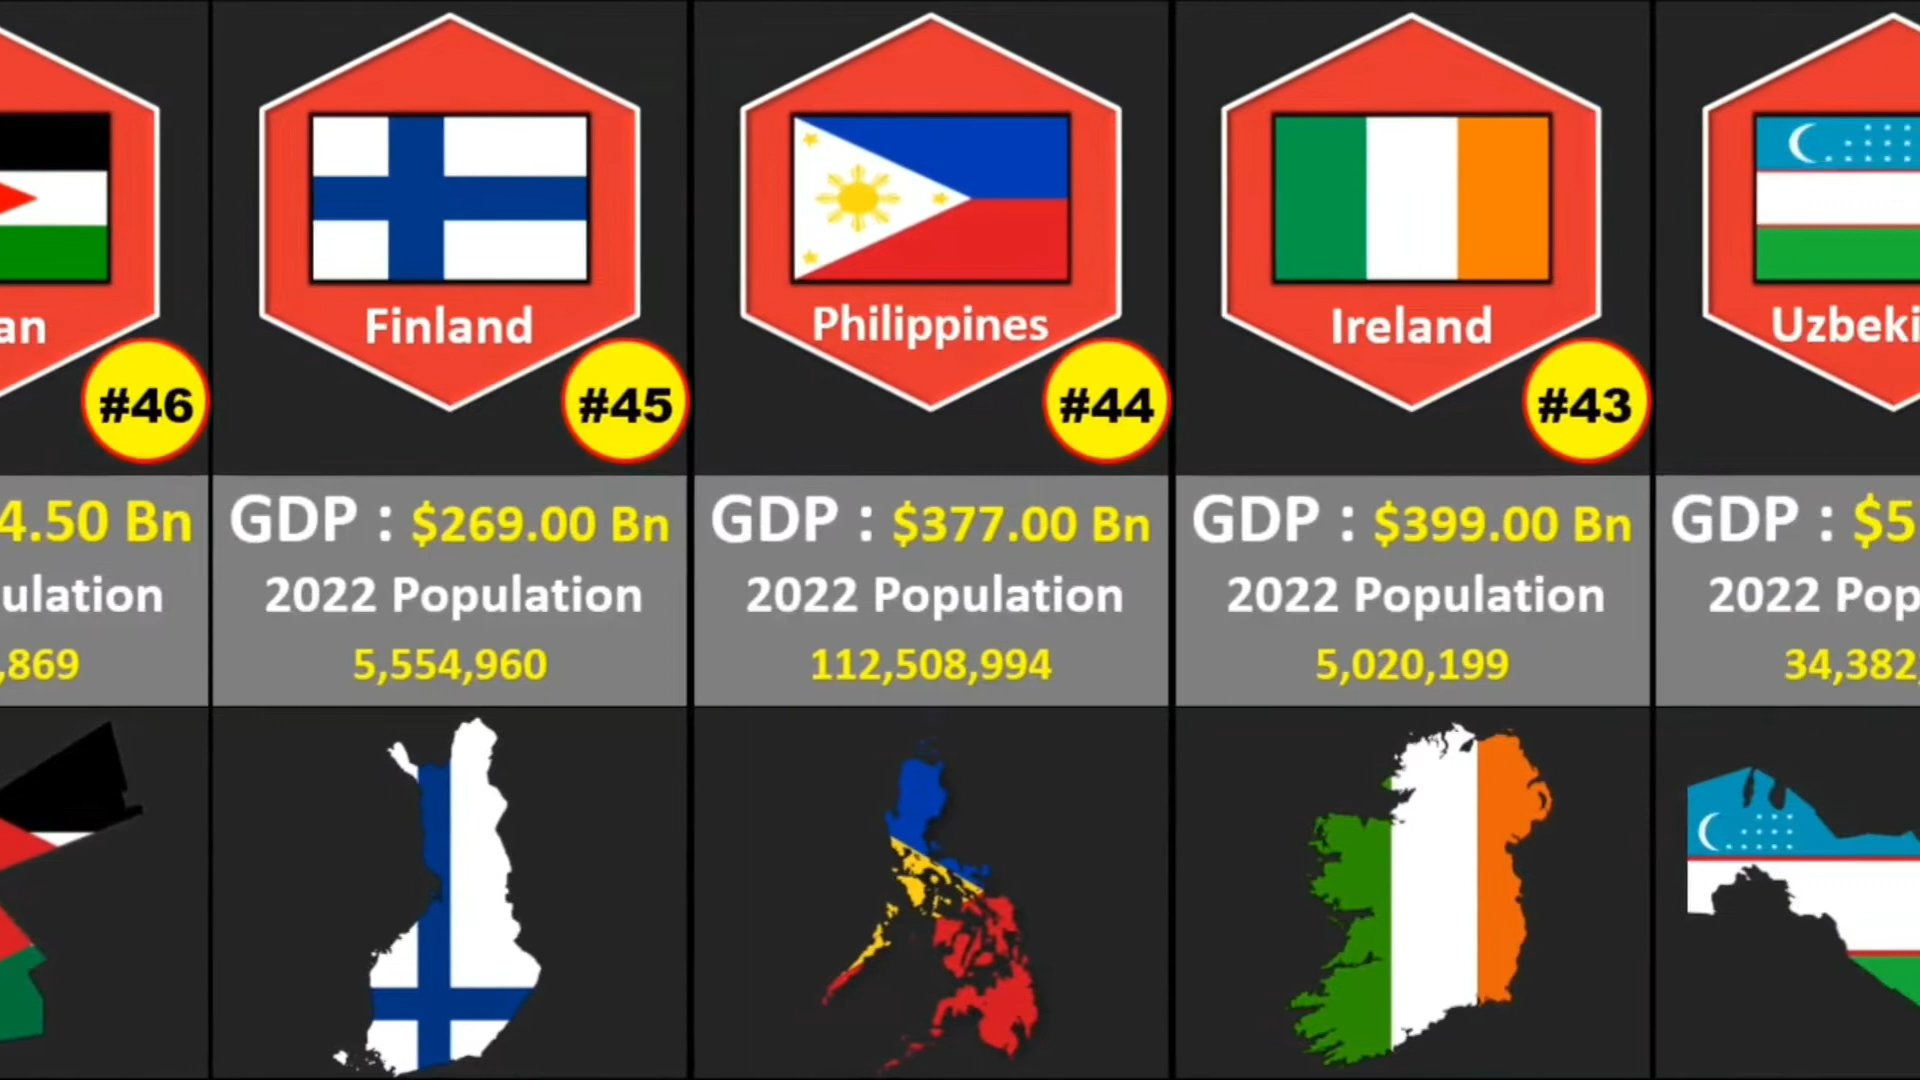 an
#46
4.50 Bn
ulation
,869
Finland
#45
GDP : $269.00 Bn
2022 Population
5,554,960
Philippines
#44
GDP : $377.00 Bn
2022 Population
112,508,994
Ireland
#43
GDP : $399.00 Bn
2022 Population
5,020,199
Uzbeki
GDP : $5
2022 Pop
34,382,